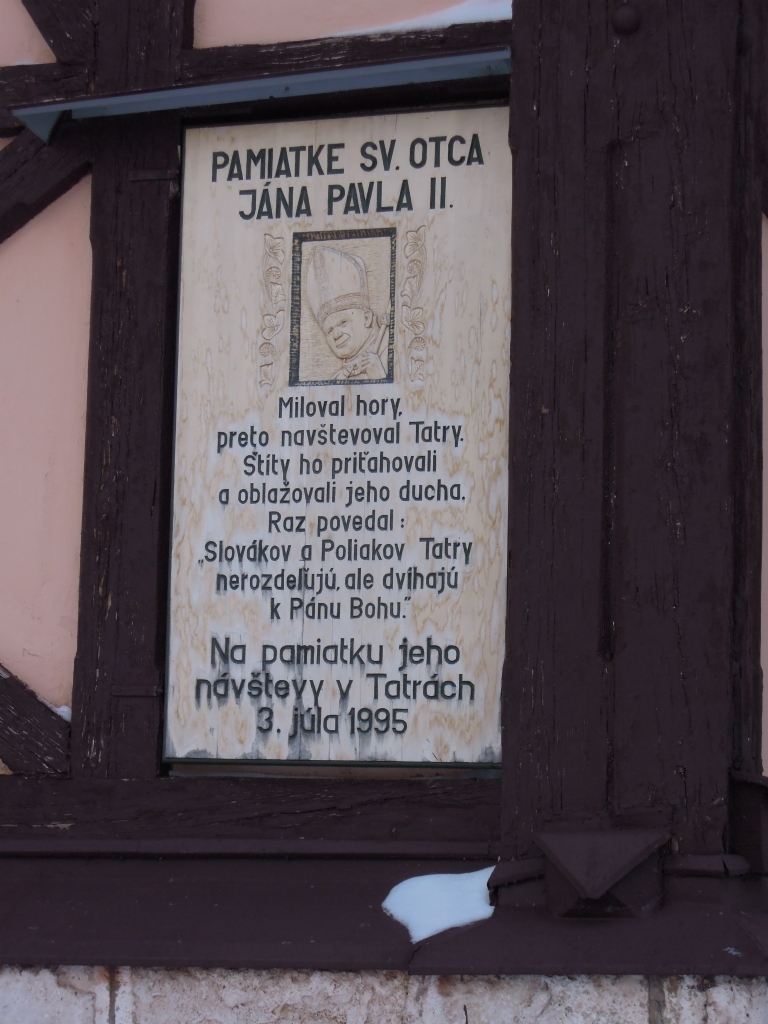 PAMIATKE SV. OTCA
JÁNA PAVLA II.
Miloval hory,
preto navštevoval Tatry.
Štíty ho priťahovali
a oblažovali jeho ducha.
Raz povedal :
„Slovákov a Poliakov Tatry
nerozdeľujú, ale dvíhajú
k Pánu Bohu.“
Na pamiatku jeho
návštevy v Tatrách
3. júla 1995